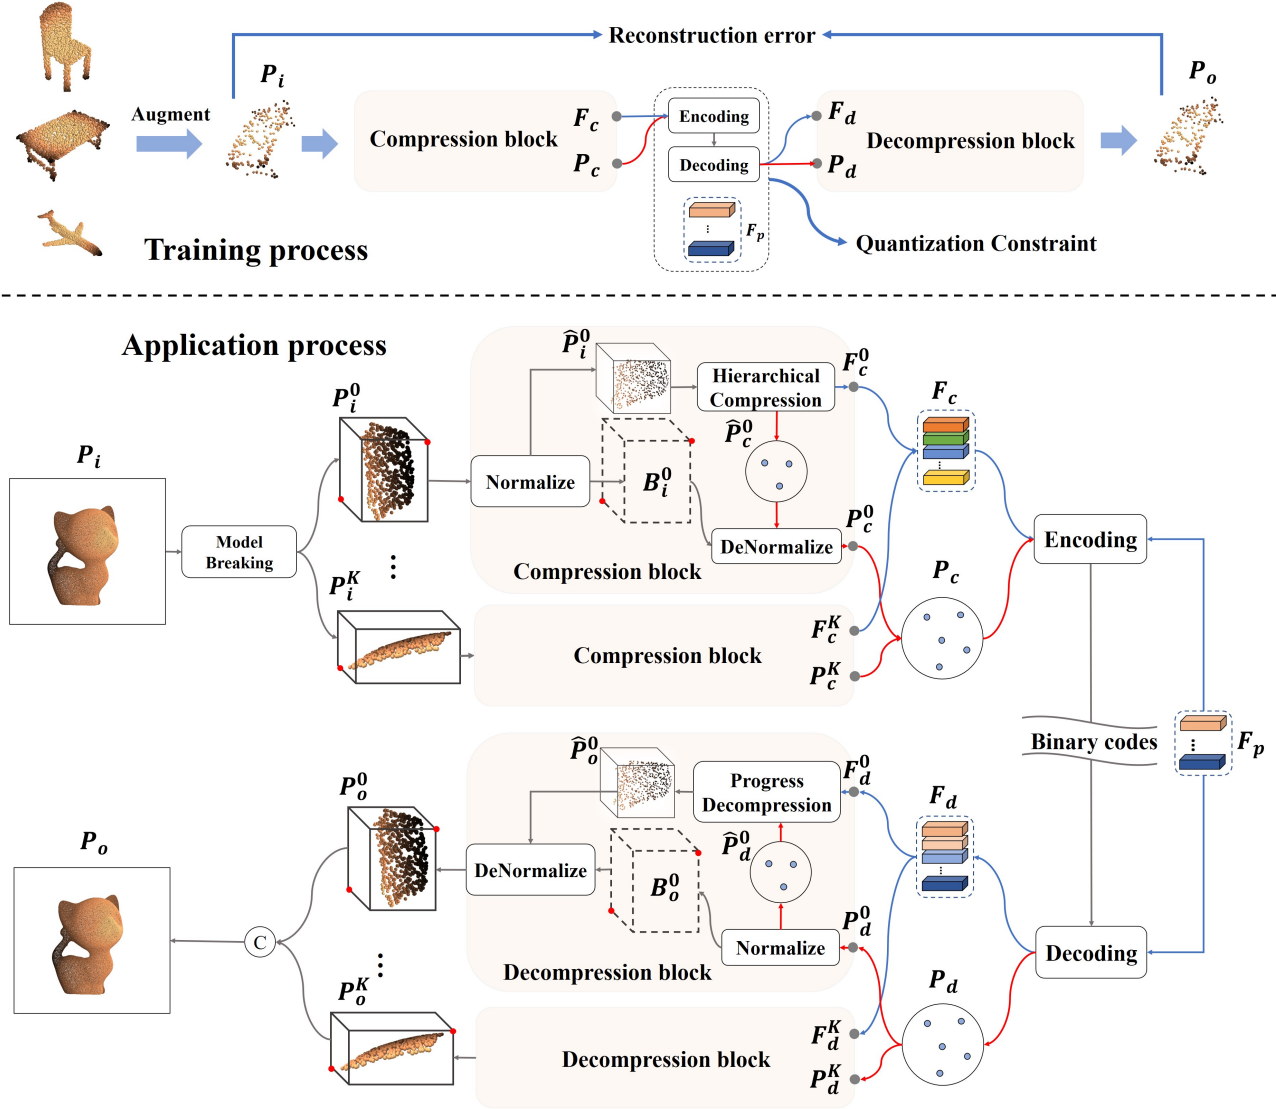 Reconstruction error
P_i
P_o
Augment
Compression block
F_c
P_c
Encoding
Decoding
F_p
F_d
P_d
Decompression block
Quantization Constraint
Training process
Application process
P_i
Model
Breaking
P_i^0
⋮
P_i^K
Normalize
P̂_i^0
B_i^0
Hierarchical
Compression
P̂_c^0
DeNormalize
Compression block
F_c^0
P_c^0
Compression block
F_c^K
P_c^K
F_c
P_c
Encoding
Binary codes
F_p
Decoding
F_d
P_d
F_d^0
P_d^0
Progress
Decompression
P̂_d^0
Normalize
P̂_o^0
B_o^0
DeNormalize
Decompression block
Decompression block
F_d^K
P_d^K
P_o^0
⋮
P_o^K
C
P_o